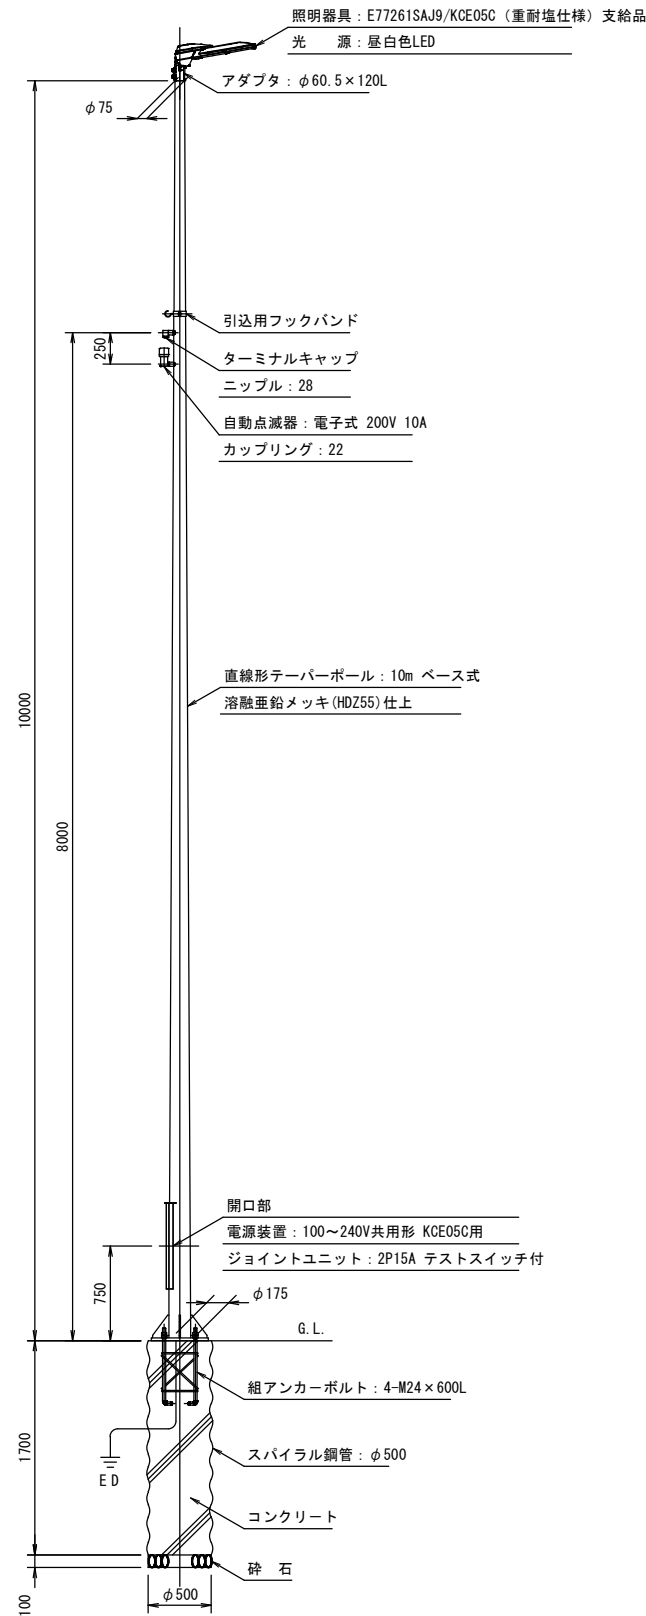 照明器具：E77261SAJ9/KCE05C（重耐塩仕様）支給品
光　　源：昼白色LED
アダプタ：φ60.5×120L
φ75
引込用フックバンド
250
ターミナルキャップ
ニップル：28
自動点滅器：電子式 200V 10A
カップリング：22
直線形テーパーポール：10m ベース式
溶融亜鉛メッキ(HDZ55)仕上
10000
8000
開口部
電源装置：100～240V共用形 KCE05C用
ジョイントユニット：2P15A テストスイッチ付
750
φ175
G.L.
組アンカーボルト：4-M24×600L
1700
スパイラル鋼管：φ500
ED
コンクリート
砕　石
φ500
100